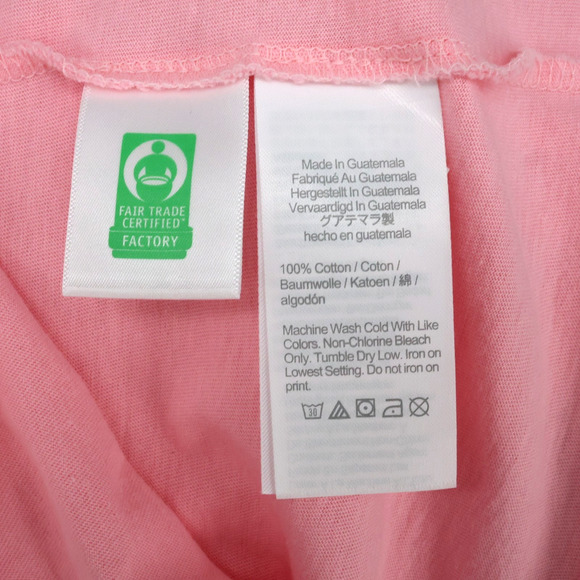 FAIR TRADE
CERTIFIED™
FACTORY
Made In Guatemala
Fabriqué Au Guatemala
Hergestellt In Guatemala
Vervaardigd In Guatemala
グアテマラ製
hecho en guatemala
100% Cotton / Coton /
Baumwolle / Katoen / 綿 /
algodón
Machine Wash Cold With Like
Colors. Non-Chlorine Bleach
Only. Tumble Dry Low. Iron on
Lowest Setting. Do not iron on
print.
30